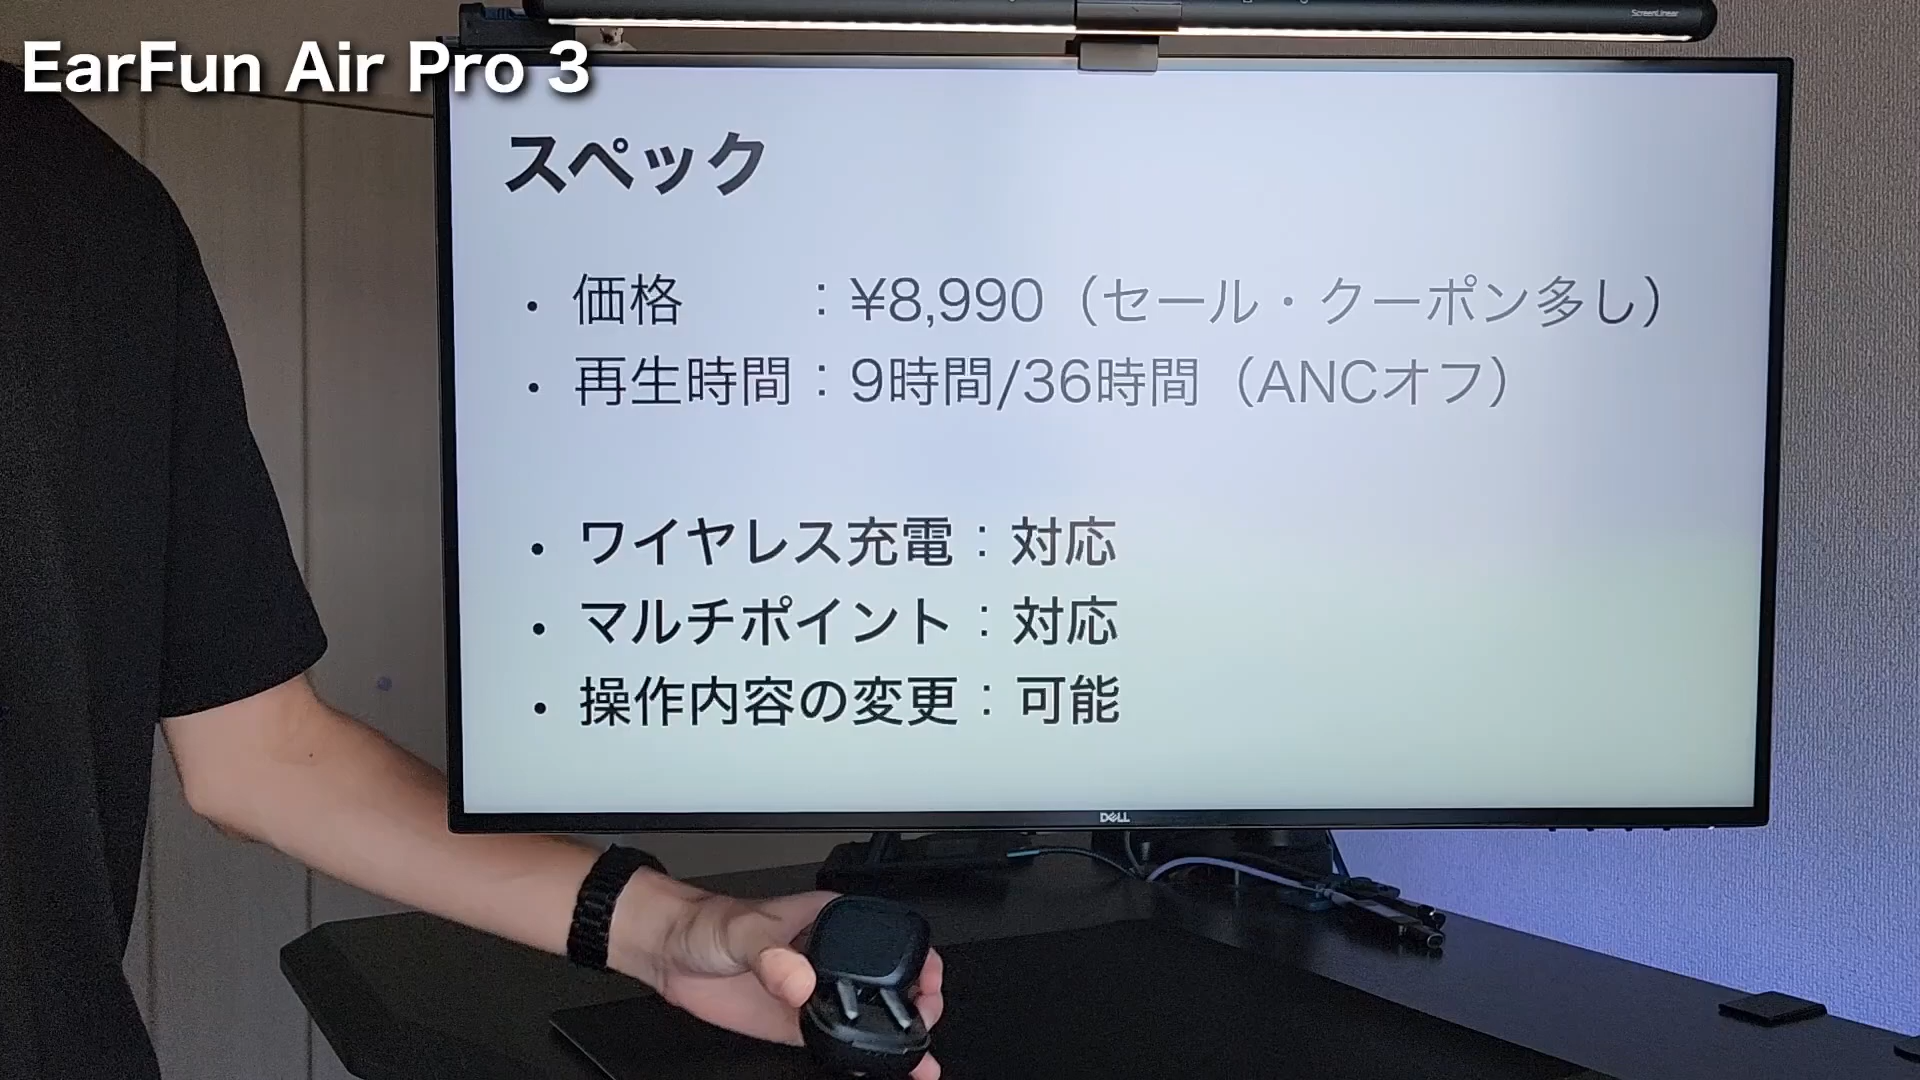 ScreenLinear
EarFun Air Pro 3
スペック
・価格　　：¥8,990（セール・クーポン多し）
・再生時間：9時間/36時間（ANCオフ）
・ワイヤレス充電：対応
・マルチポイント：対応
・操作内容の変更：可能
DELL